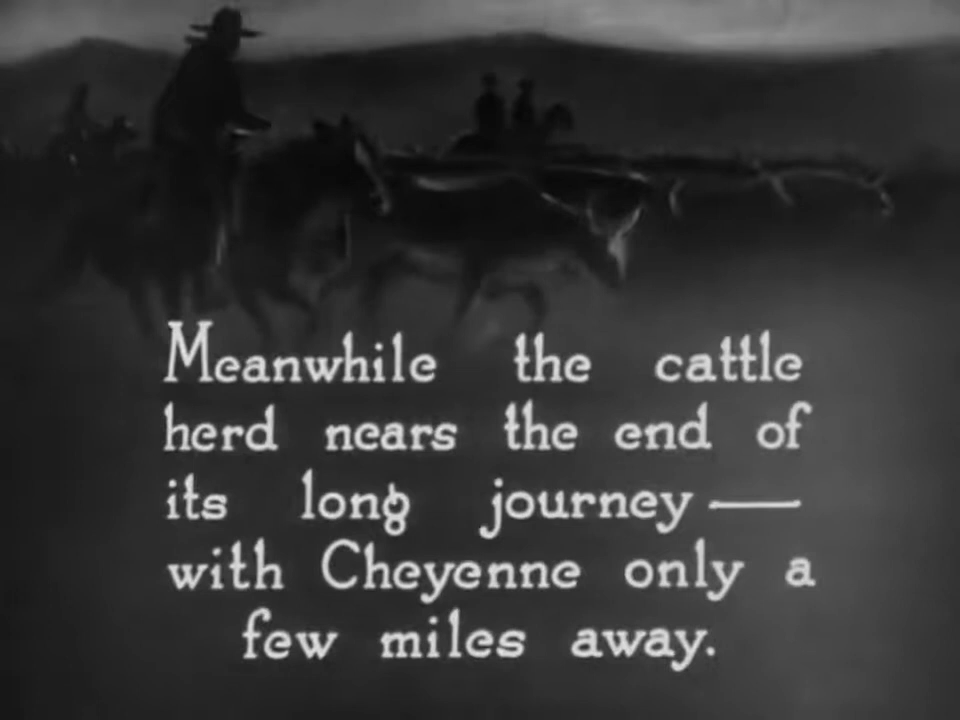 Meanwhile the cattle
herd nears the end of
its long journey —
with Cheyenne only a
few miles away.